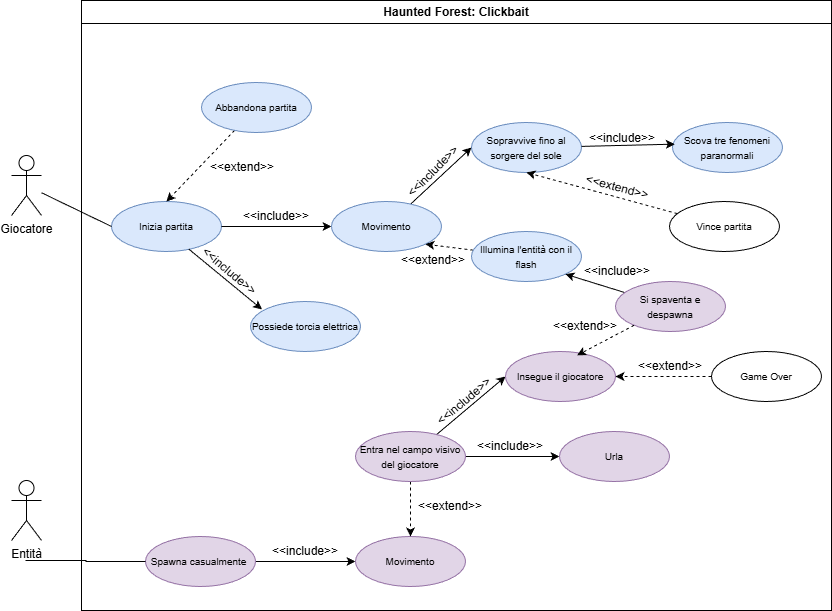 Haunted Forest: Clickbait
Abbandona partita
<<extend>>
Giocatore
Inizia partita
<<include>>
<<include>>
Possiede torcia elettrica
Movimento
<<include>>
Sopravvive fino al
sorgere del sole
<<include>>
Scova tre fenomeni
paranormali
<<extend>>
Vince partita
<<extend>>
Illumina l'entità con il
flash
<<include>>
Si spaventa e
despawna
<<extend>>
Insegue il giocatore
<<extend>>
Game Over
<<include>>
Entra nel campo visivo
del giocatore
<<include>>
Urla
<<extend>>
Entità
Spawna casualmente
<<include>>
Movimento